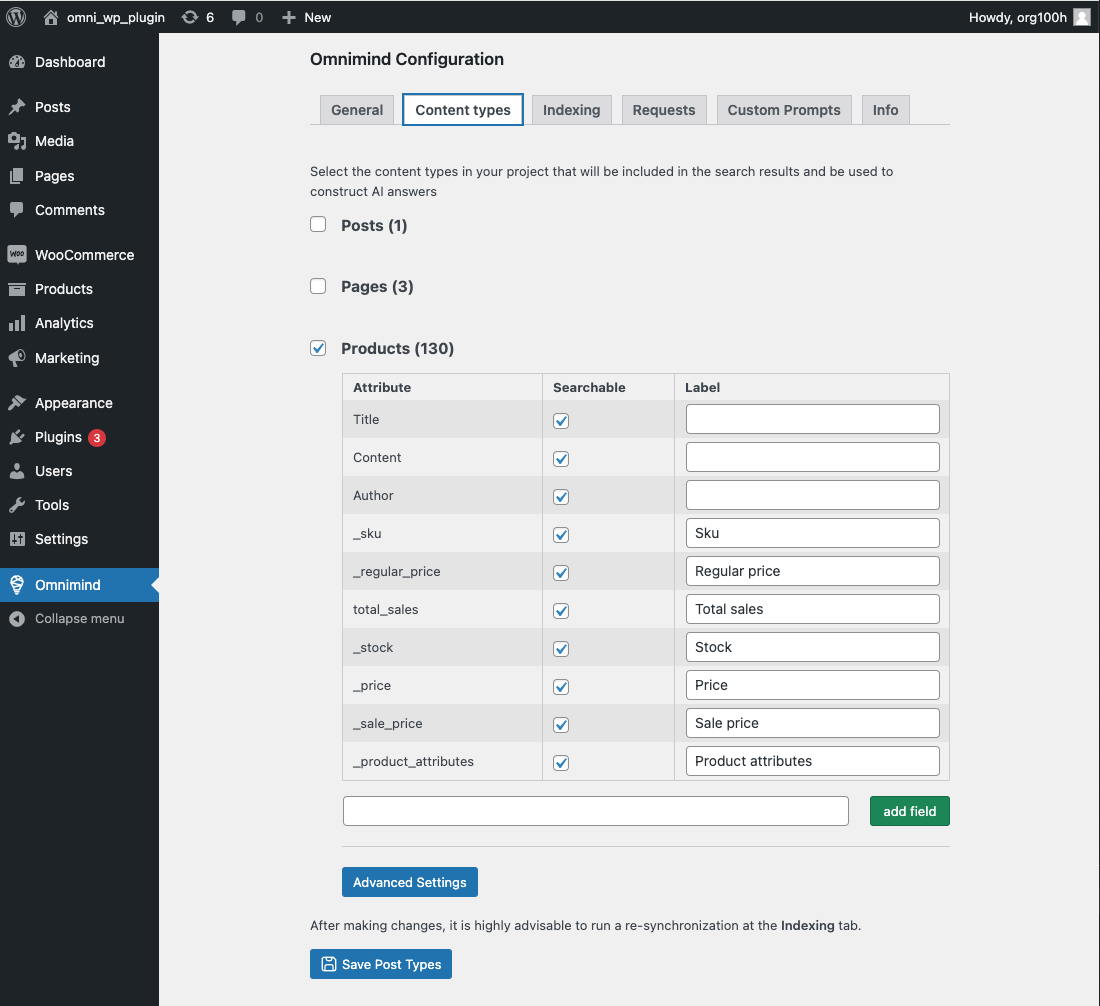 omni_wp_plugin
6
0
New
Howdy, org100h
Dashboard
Posts
Media
Pages
Comments
Woo
WooCommerce
Products
Analytics
Marketing
Appearance
Plugins 3
Users
Tools
Settings
Omnimind
Collapse menu
Omnimind Configuration
General
Content types
Indexing
Requests
Custom Prompts
Info
Select the content types in your project that will be included in the search results and be used to
construct AI answers
Posts (1)
Pages (3)
Products (130)
Attribute Searchable Label
Title
Content
Author
_sku Sku
_regular_price Regular price
total_sales Total sales
_stock Stock
_price Price
_sale_price Sale price
_product_attributes Product attributes
add field
Advanced Settings
After making changes, it is highly advisable to run a re-synchronization at the Indexing tab.
Save Post Types